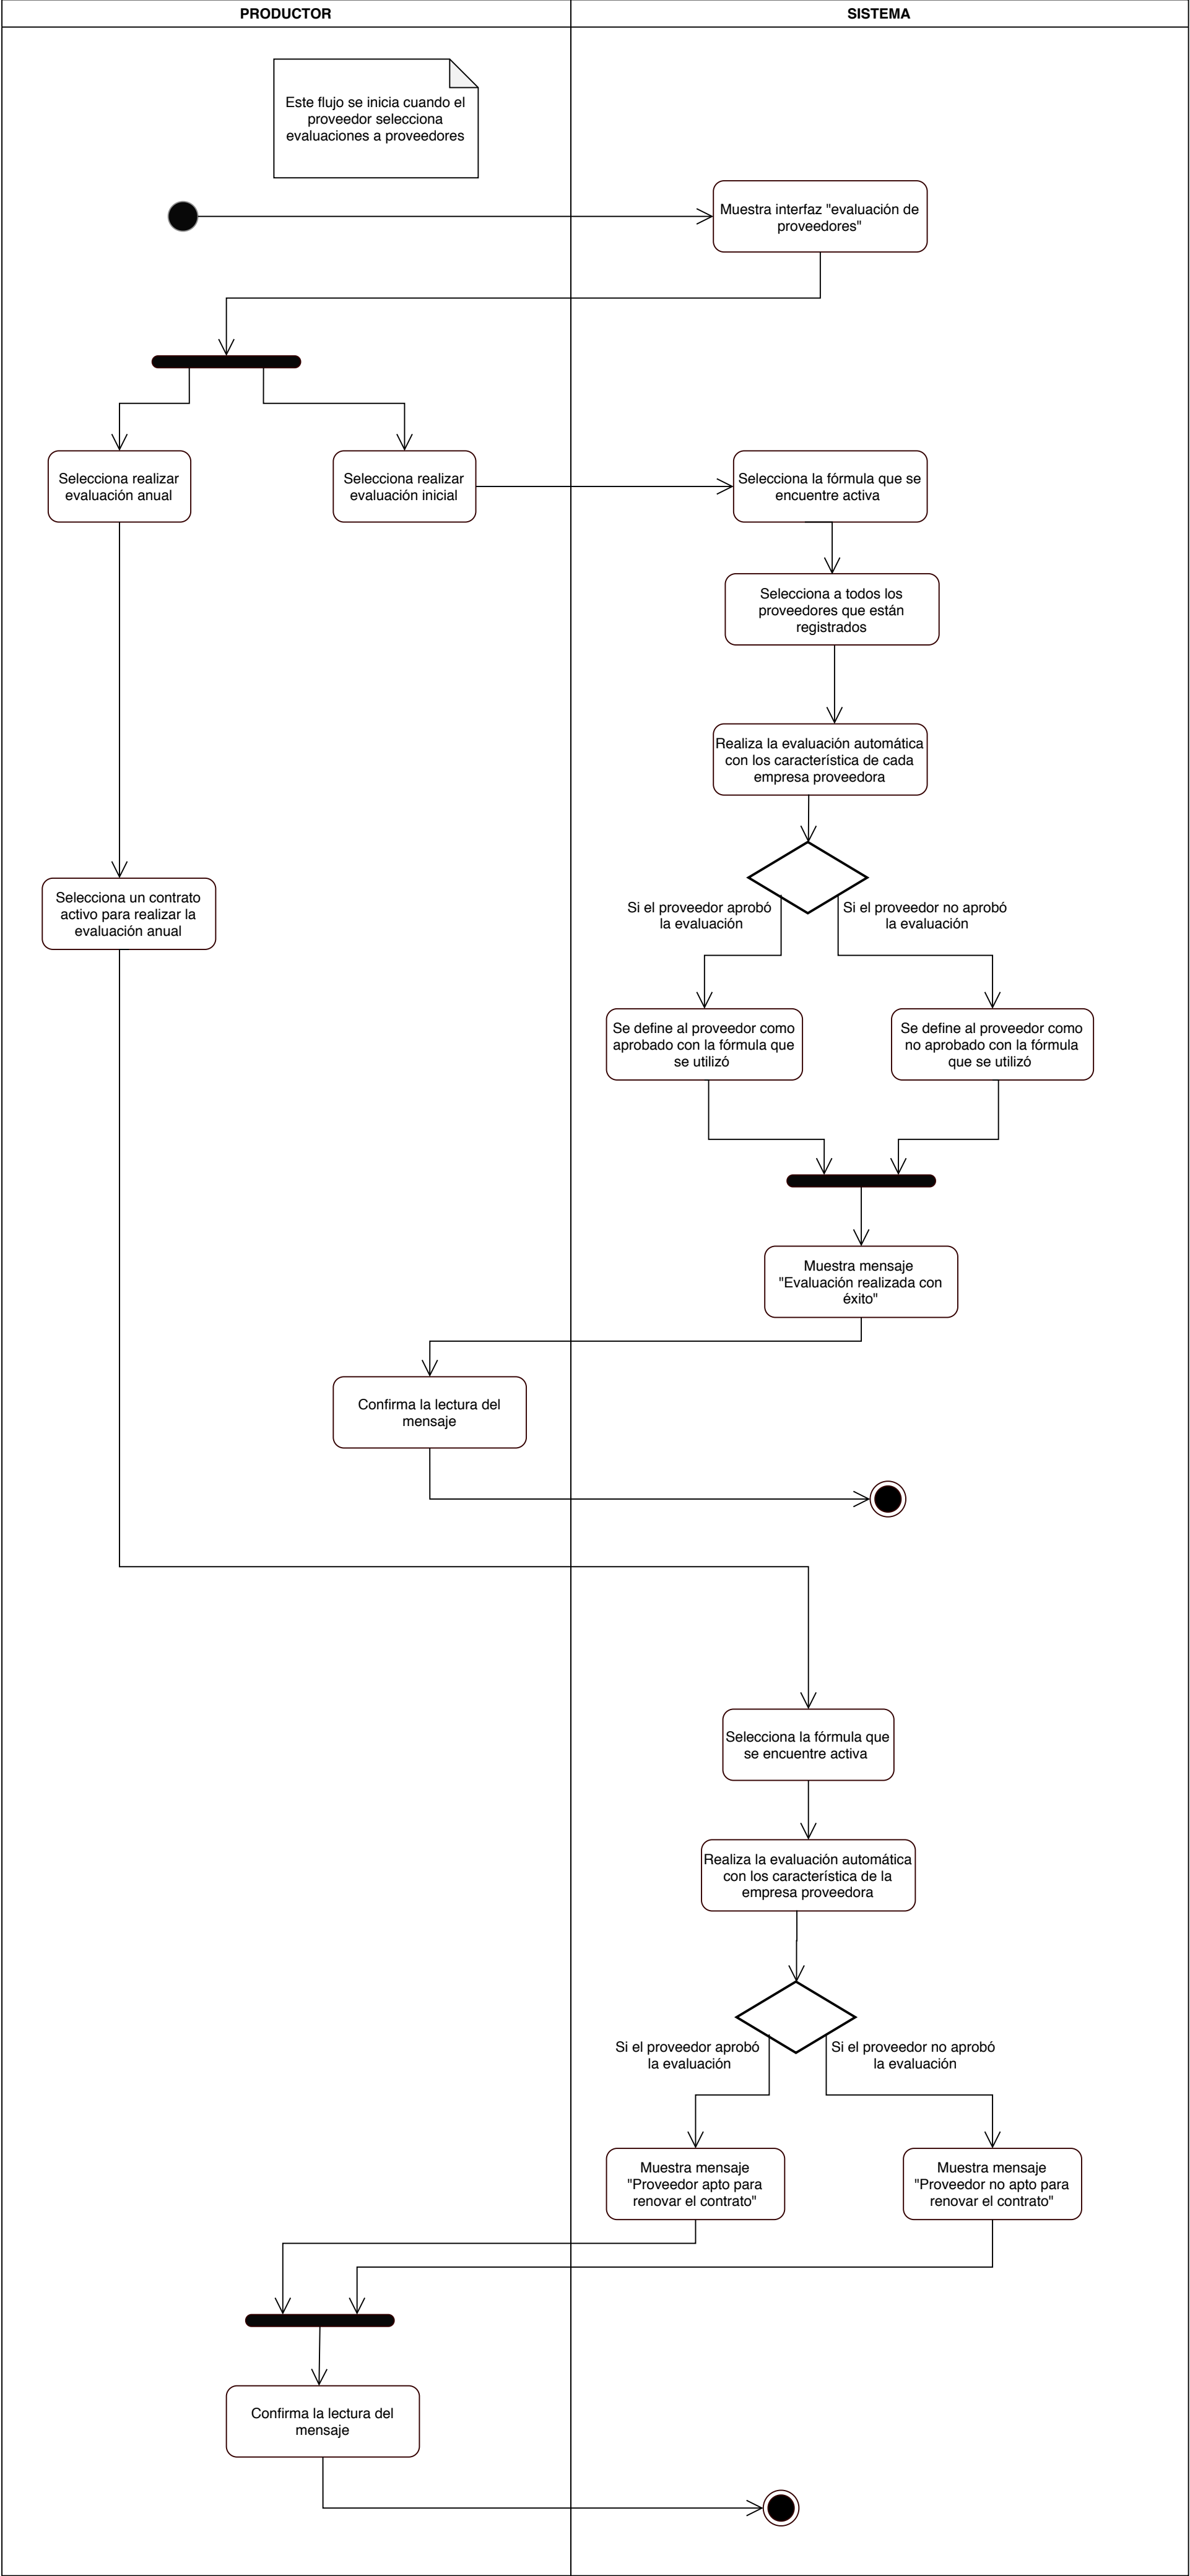 PRODUCTOR
SISTEMA
Este flujo se inicia cuando el
proveedor selecciona
evaluaciones a proveedores
Muestra interfaz "evaluación de
proveedores"
Selecciona realizar
evaluación anual
Selecciona realizar
evaluación inicial
Selecciona la fórmula que se
encuentre activa
Selecciona a todos los
proveedores que están
registrados
Realiza la evaluación automática
con los característica de cada
empresa proveedora
Selecciona un contrato
activo para realizar la
evaluación anual
Si el proveedor aprobó
la evaluación
Si el proveedor no aprobó
la evaluación
Se define al proveedor como
aprobado con la fórmula que
se utilizó
Se define al proveedor como
no aprobado con la fórmula
que se utilizó
Muestra mensaje
"Evaluación realizada con
éxito"
Confirma la lectura del
mensaje
Selecciona la fórmula que
se encuentre activa
Realiza la evaluación automática
con los característica de la
empresa proveedora
Si el proveedor aprobó
la evaluación
Si el proveedor no aprobó
la evaluación
Muestra mensaje
"Proveedor apto para
renovar el contrato"
Muestra mensaje
"Proveedor no apto para
renovar el contrato"
Confirma la lectura del
mensaje